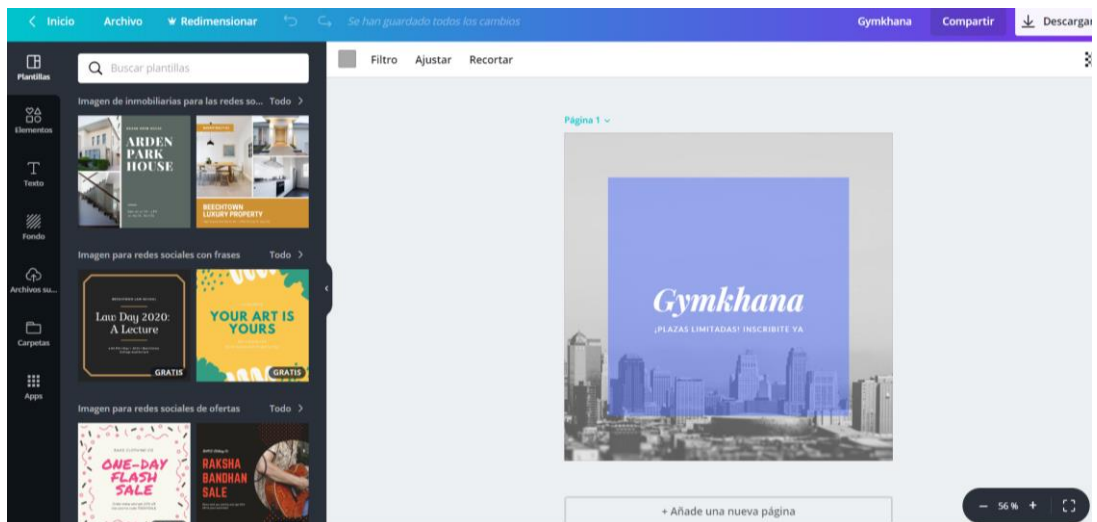 Inicio Archivo Redimensionar Se han guardado todos los cambios Gymkhana Compartir Descargar
Plantillas
Elementos
Texto
Fondo
Archivos su...
Carpetas
Apps
Buscar plantillas
Imagen de inmobiliarias para las redes so... Todo
ARDEN
PARK
HOUSE
BEECHTOWN
LUXURY PROPERTY
Imagen para redes sociales con frases Todo
Law Day 2020:
A Lecture
GRATIS
YOUR ART IS
YOURS
GRATIS
Imagen para redes sociales de ofertas Todo
ONE-DAY
FLASH
SALE
RAKSHA
BANDHAN
SALE
Filtro Ajustar Recortar
Página 1
Gymkhana
¡PLAZAS LIMITADAS! INSCRIBITE YA
+ Añade una nueva página
– 56 % +